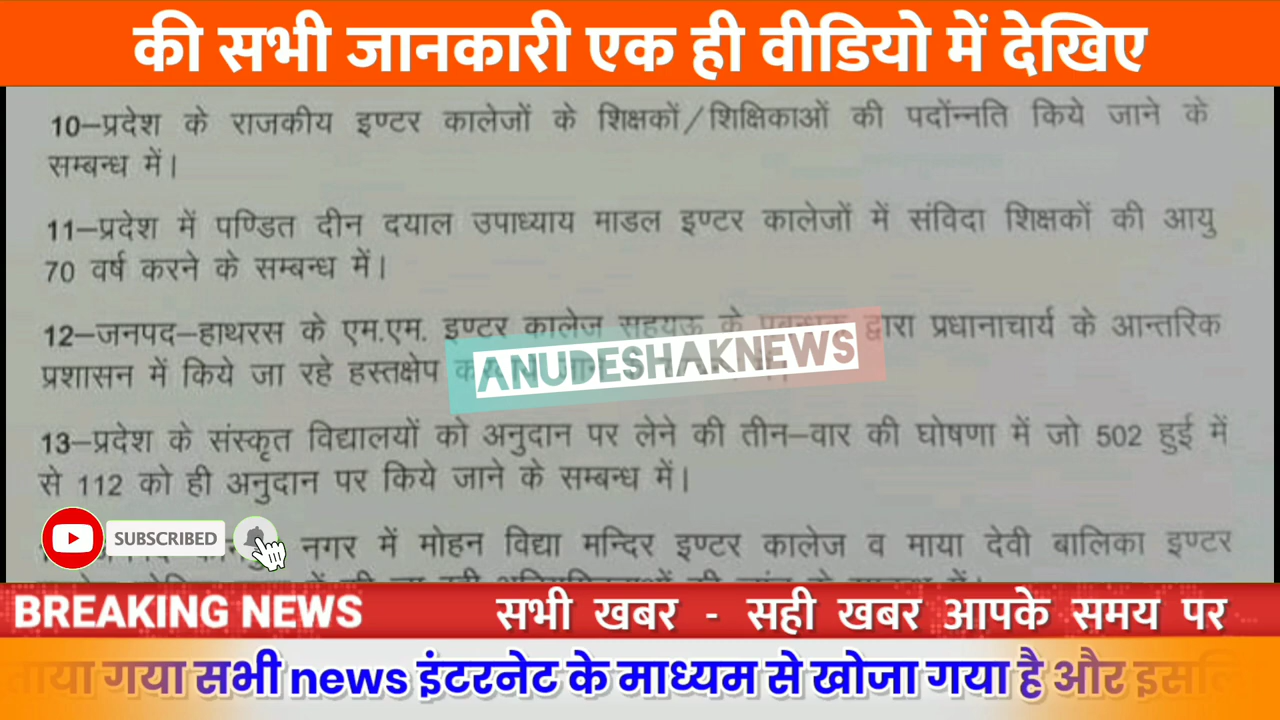 की सभी जानकारी एक ही वीडियो में देखिए
10–प्रदेश के राजकीय इण्टर कालेजों के शिक्षकों/शिक्षिकाओं की पदोंन्नति किये जाने के
सम्बन्ध में।
11–प्रदेश में पण्डित दीन दयाल उपाध्याय माडल इण्टर कालेजों में संविदा शिक्षकों की आयु
70 वर्ष करने के सम्बन्ध में।
12–जनपद–हाथरस के एम.एम. इण्टर कालेज सहयऊ के प्रबन्धक द्वारा प्रधानाचार्य के आन्तरिक
प्रशासन में किये जा रहे हस्तक्षेप
ANUDESHAKNEWS
13–प्रदेश के संस्कृत विद्यालयों को अनुदान पर लेने की तीन–वार की घोषणा में जो 502 हुई में
से 112 को ही अनुदान पर किये जाने के सम्बन्ध में।
SUBSCRIBED
नगर में मोहन विद्या मन्दिर इण्टर कालेज व माया देवी बालिका इण्टर
BREAKING NEWS सभी खबर - सही खबर आपके समय पर
गया सभी news इंटरनेट के माध्यम से खोजा गया है और